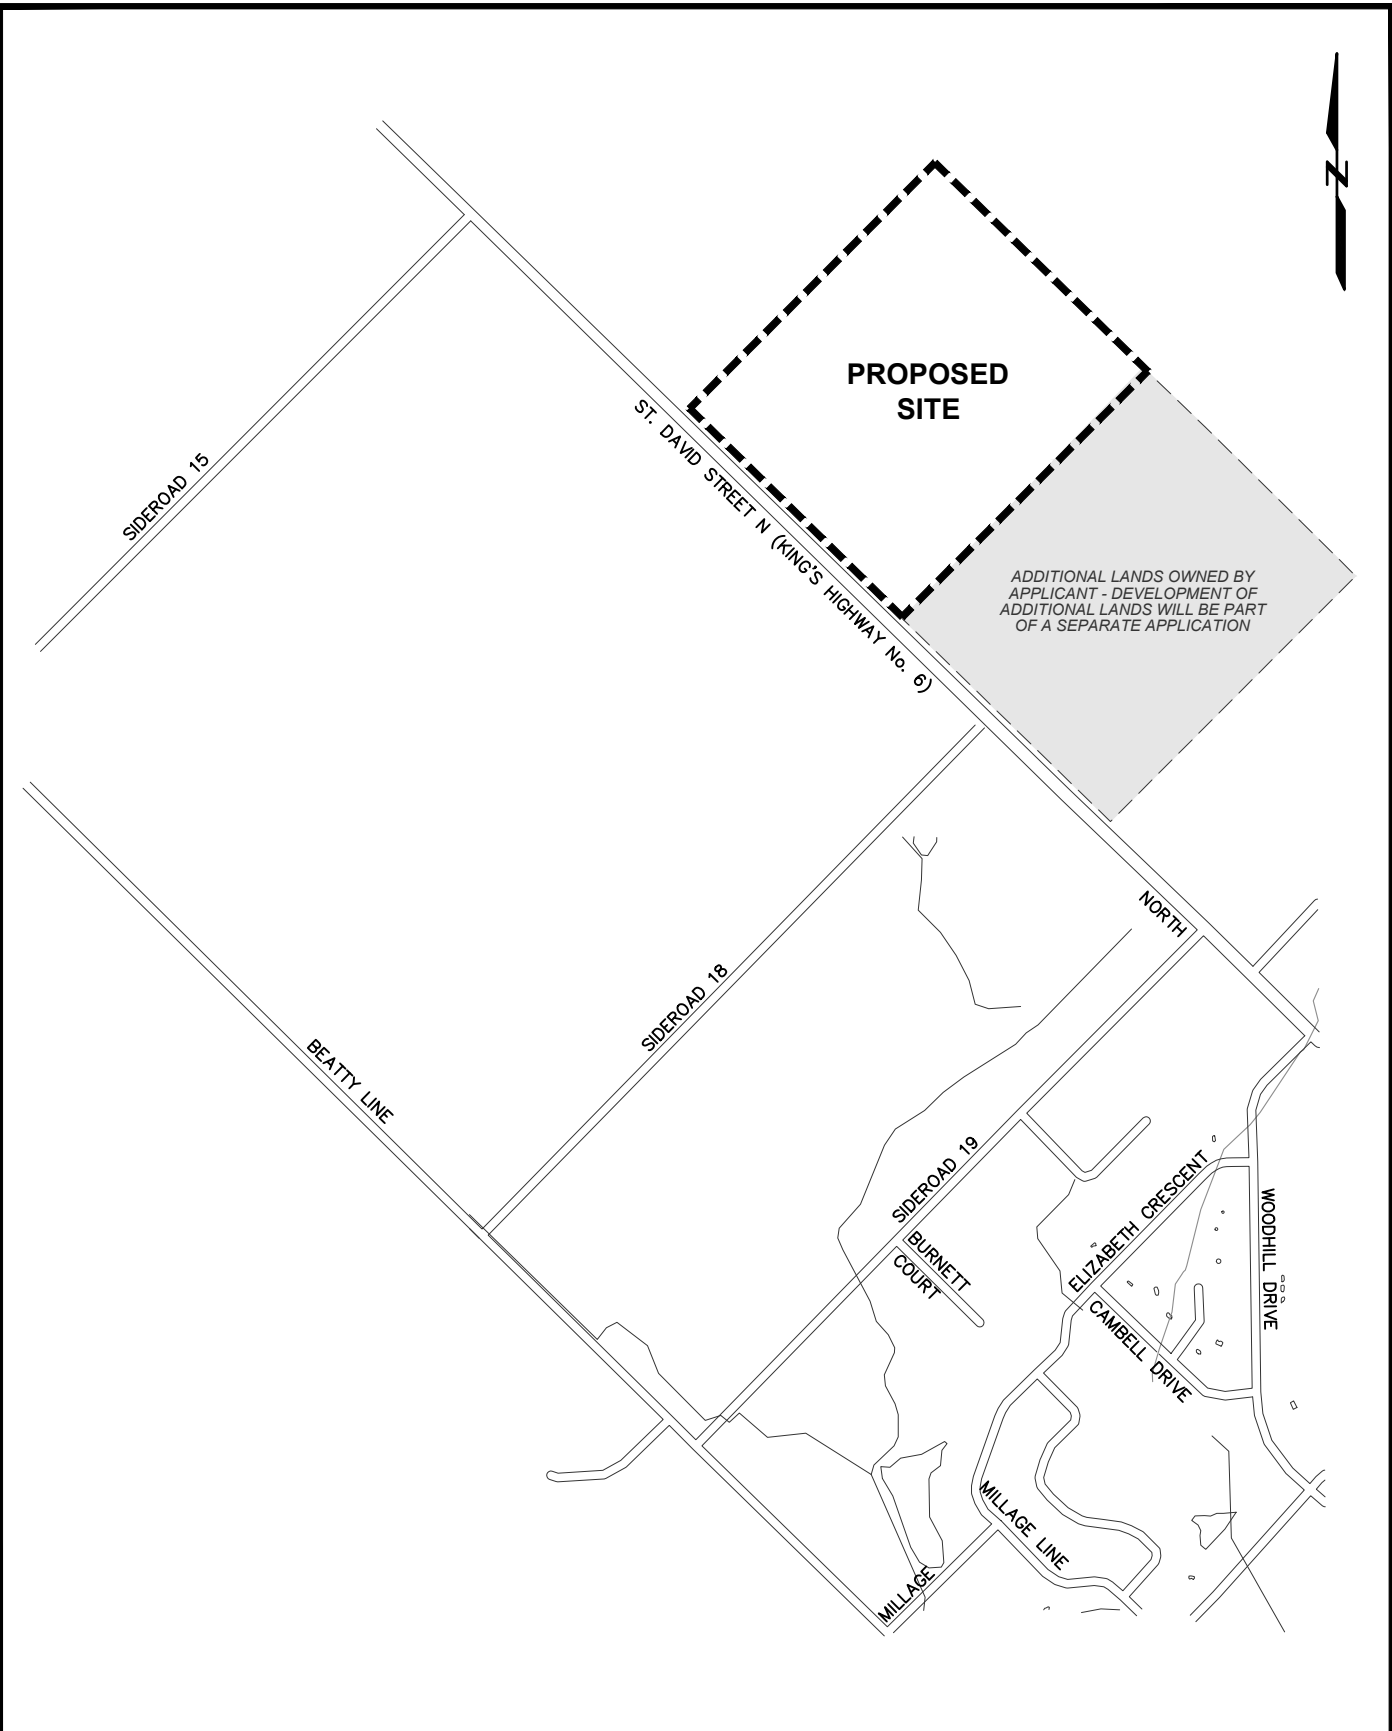 N
PROPOSED
SITE
ST. DAVID STREET N (KING'S HIGHWAY No. 6)
SIDEROAD 15
ADDITIONAL LANDS OWNED BY
APPLICANT - DEVELOPMENT OF
ADDITIONAL LANDS WILL BE PART
OF A SEPARATE APPLICATION
NORTH
SIDEROAD 18
BEATTY LINE
SIDEROAD 19
BURNETT
COURT
ELIZABETH CRESCENT
WOODHILL DRIVE
CAMBELL DRIVE
MILLAGE LINE
MILLAGE